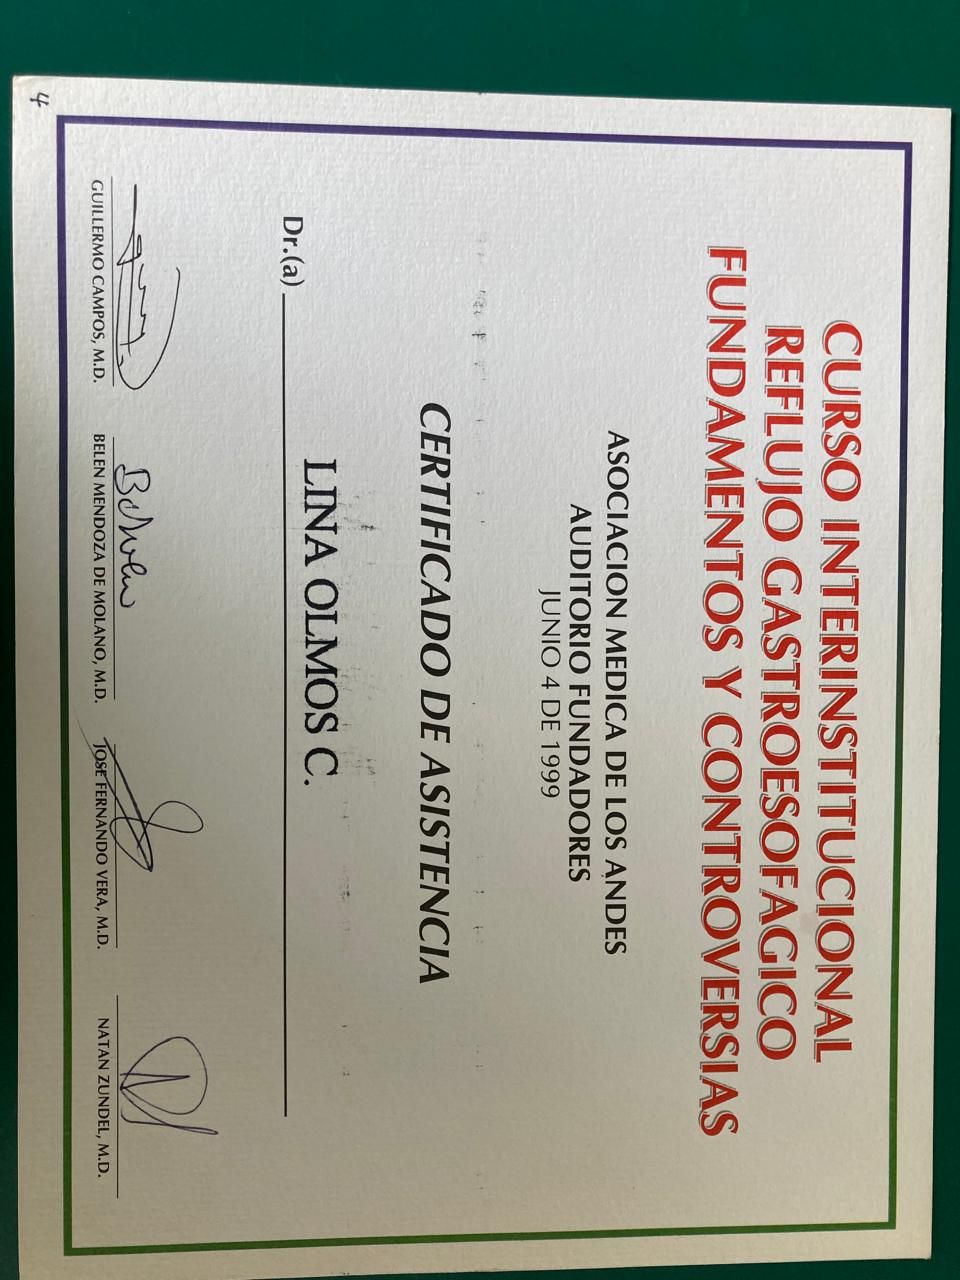 CURSO INTERINSTITUCIONAL
REFLUJO GASTROESOFAGICO
FUNDAMENTOS Y CONTROVERSIAS
ASOCIACION MEDICA DE LOS ANDES
AUDITORIO FUNDADORES
JUNIO 4 DE 1999
CERTIFICADO DE ASISTENCIA
LINA OLMOS C.
Dr.(a)
GUILLERMO CAMPOS, M.D.
BELEN MENDOZA DE MOLANO, M.D.
JOSE FERNANDO VERA, M.D.
NATAN ZUNDEL, M.D.
4